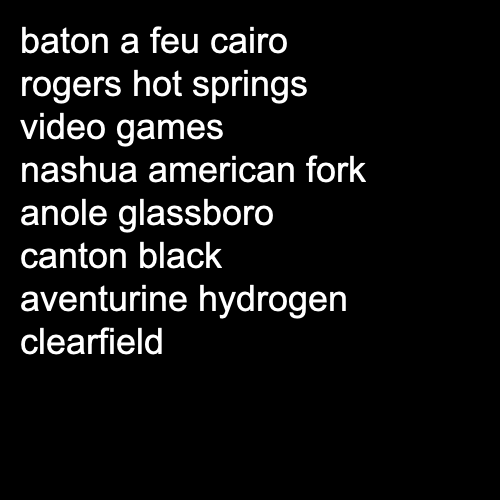 baton a feu cairo
rogers hot springs
video games
nashua american fork
anole glassboro
canton black
aventurine hydrogen
clearfield